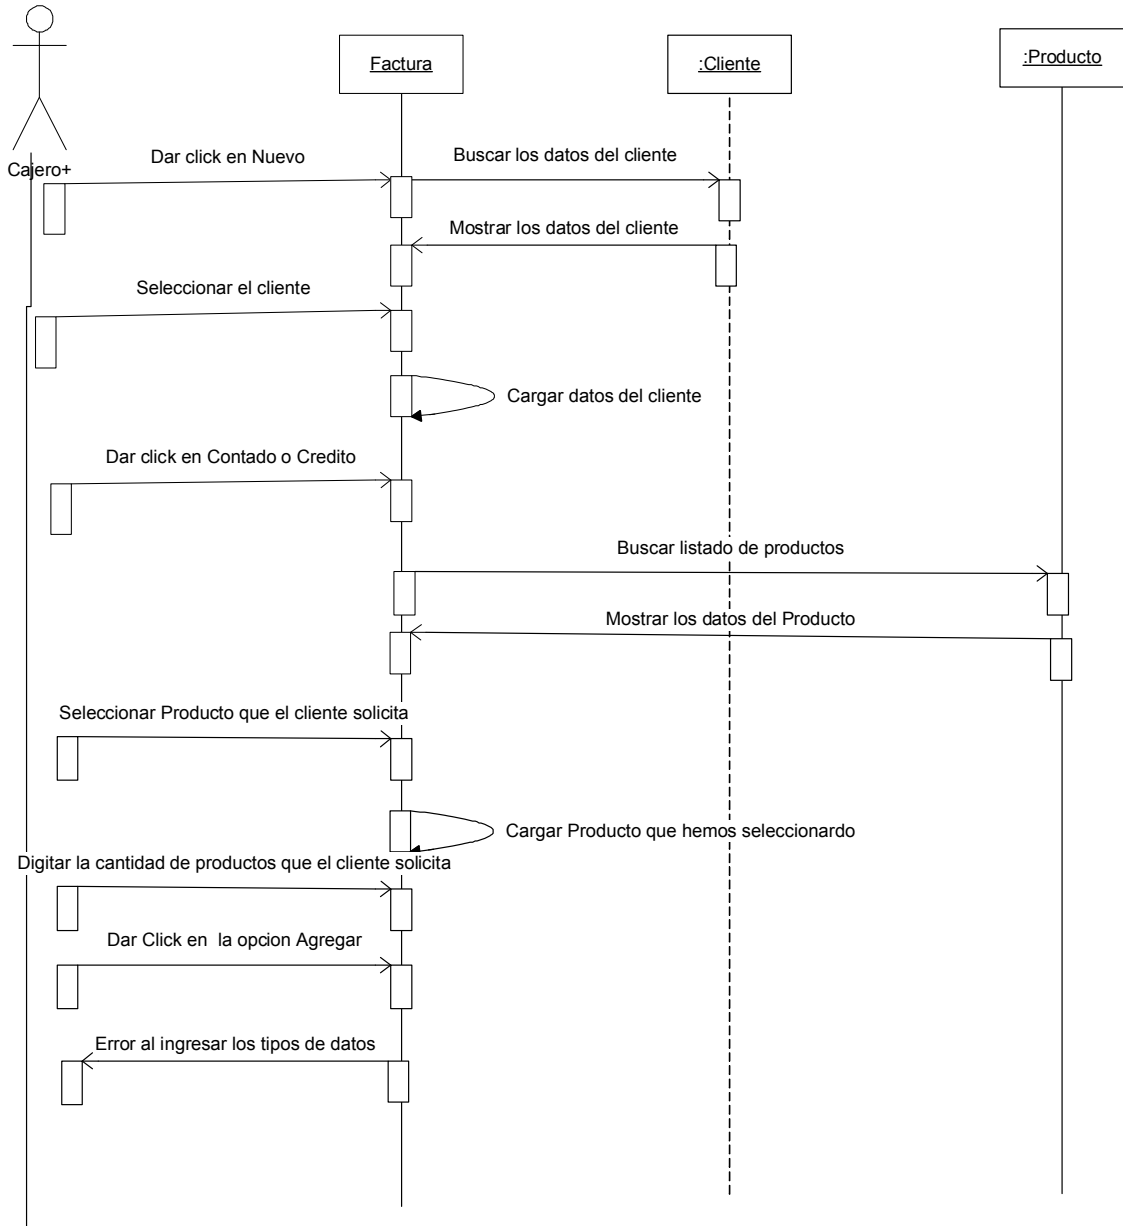 Factura
:Cliente
:Producto
Cajero+
Dar click en Nuevo
Buscar los datos del cliente
Mostrar los datos del cliente
Seleccionar el cliente
Cargar datos del cliente
Dar click en Contado o Credito
Buscar listado de productos
Mostrar los datos del Producto
Seleccionar Producto que el cliente solicita
Cargar Producto que hemos seleccionardo
Digitar la cantidad de productos que el cliente solicita
Dar Click en  la opcion Agregar
Error al ingresar los tipos de datos